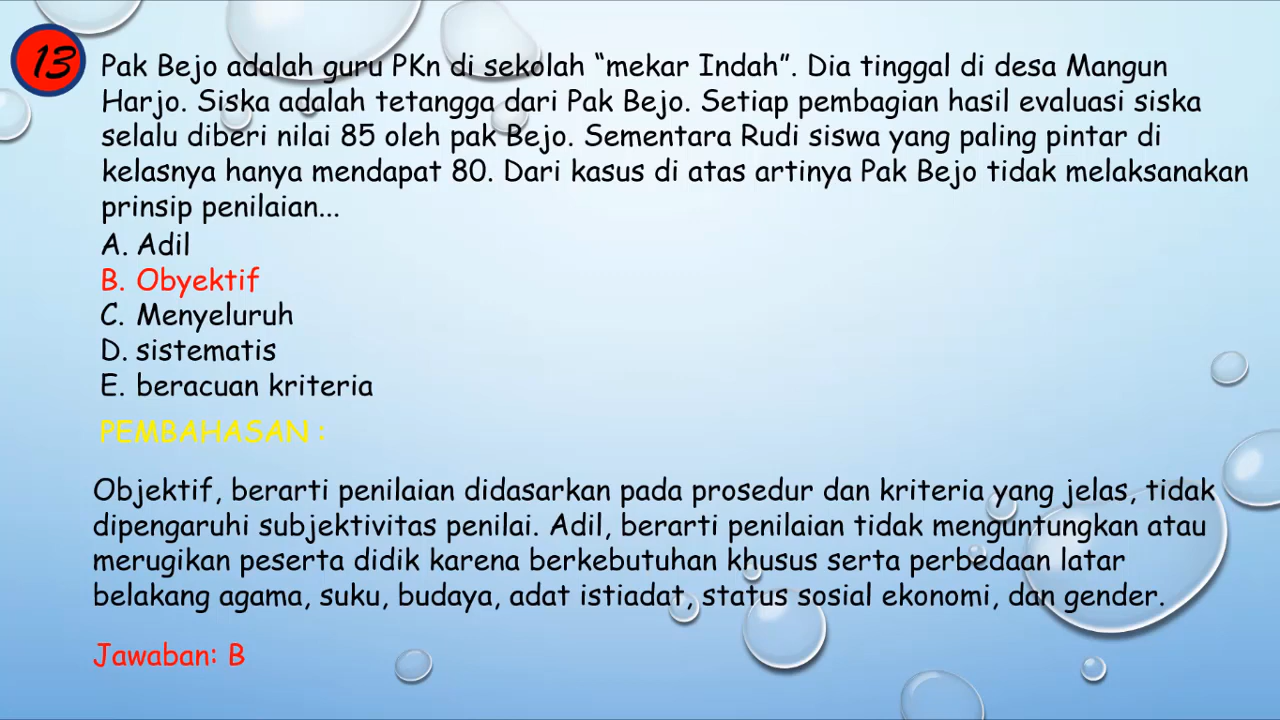 13
Pak Bejo adalah guru PKn di sekolah “mekar Indah”. Dia tinggal di desa Mangun
Harjo. Siska adalah tetangga dari Pak Bejo. Setiap pembagian hasil evaluasi siska
selalu diberi nilai 85 oleh pak Bejo. Sementara Rudi siswa yang paling pintar di
kelasnya hanya mendapat 80. Dari kasus di atas artinya Pak Bejo tidak melaksanakan
prinsip penilaian...
A. Adil
B. Obyektif
C. Menyeluruh
D. sistematis
E. beracuan kriteria
PEMBAHASAN :
Objektif, berarti penilaian didasarkan pada prosedur dan kriteria yang jelas, tidak
dipengaruhi subjektivitas penilai. Adil, berarti penilaian tidak menguntungkan atau
merugikan peserta didik karena berkebutuhan khusus serta perbedaan latar
belakang agama, suku, budaya, adat istiadat, status sosial ekonomi, dan gender.
Jawaban: B